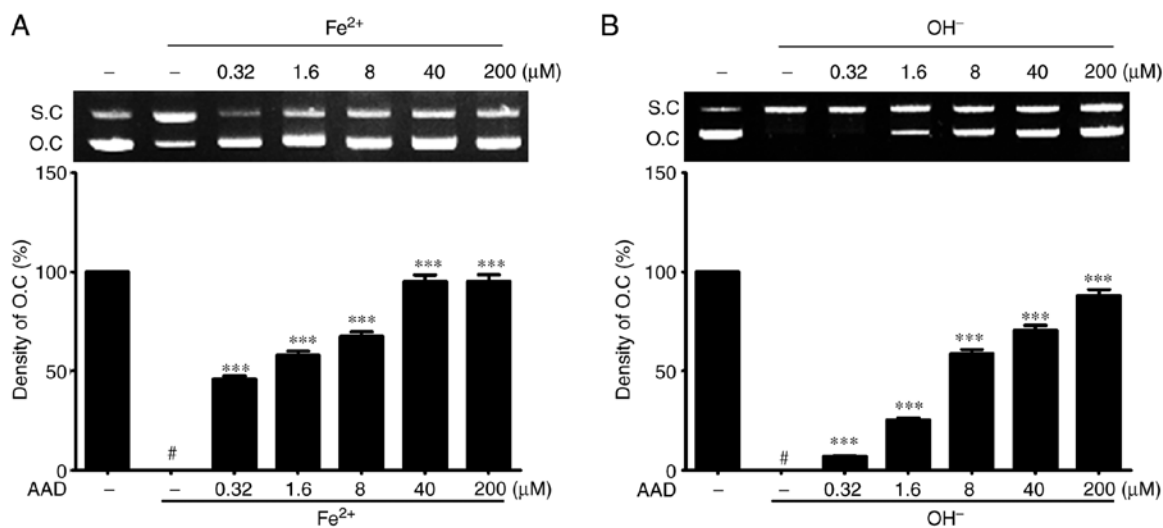 A
Fe²⁺
– – 0.32 1.6 8 40 200 (μM)
S.C
O.C
150
100
50
0
Density of O.C (%)
#
***
***
***
***
***
AAD – – 0.32 1.6 8 40 200 (μM)
Fe²⁺
B
OH⁻
– – 0.32 1.6 8 40 200 (μM)
S.C
O.C
150
100
50
0
Density of O.C (%)
#
***
***
***
***
***
AAD – – 0.32 1.6 8 40 200 (μM)
OH⁻